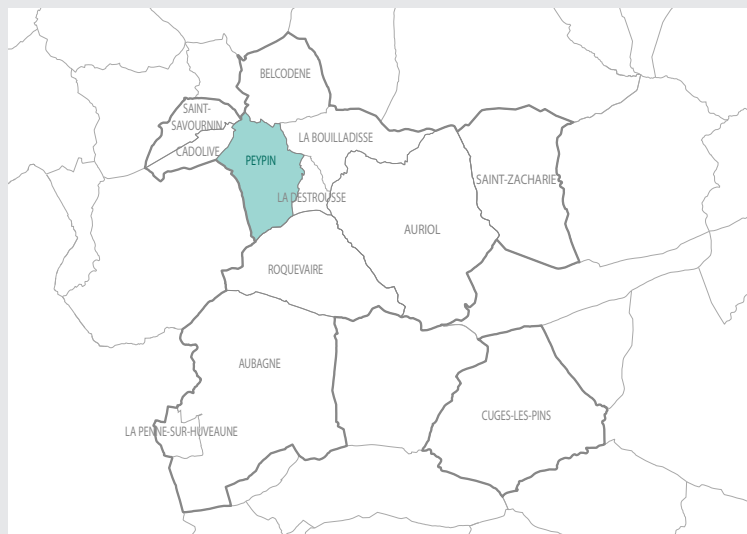 BELCODENE
SAINT-
SAVOURNIN
LA BOUILLADISSE
CADOLIVE
PEYPIN
SAINT-ZACHARIE
LA DESTROUSSE
AURIOL
ROQUEVAIRE
AUBAGNE
CUGES-LES-PINS
LA PENNE-SUR-HUVEAUNE